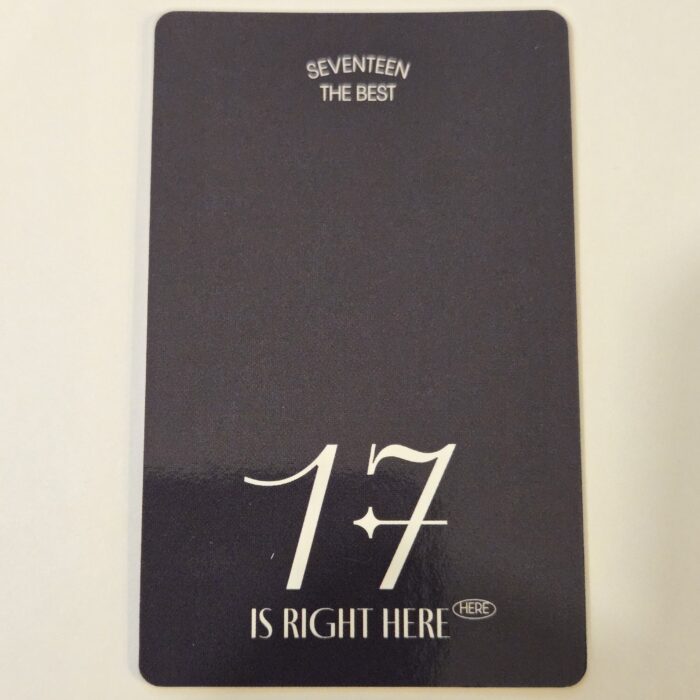 SEVENTEEN
THE BEST
17
IS RIGHT HERE HERE